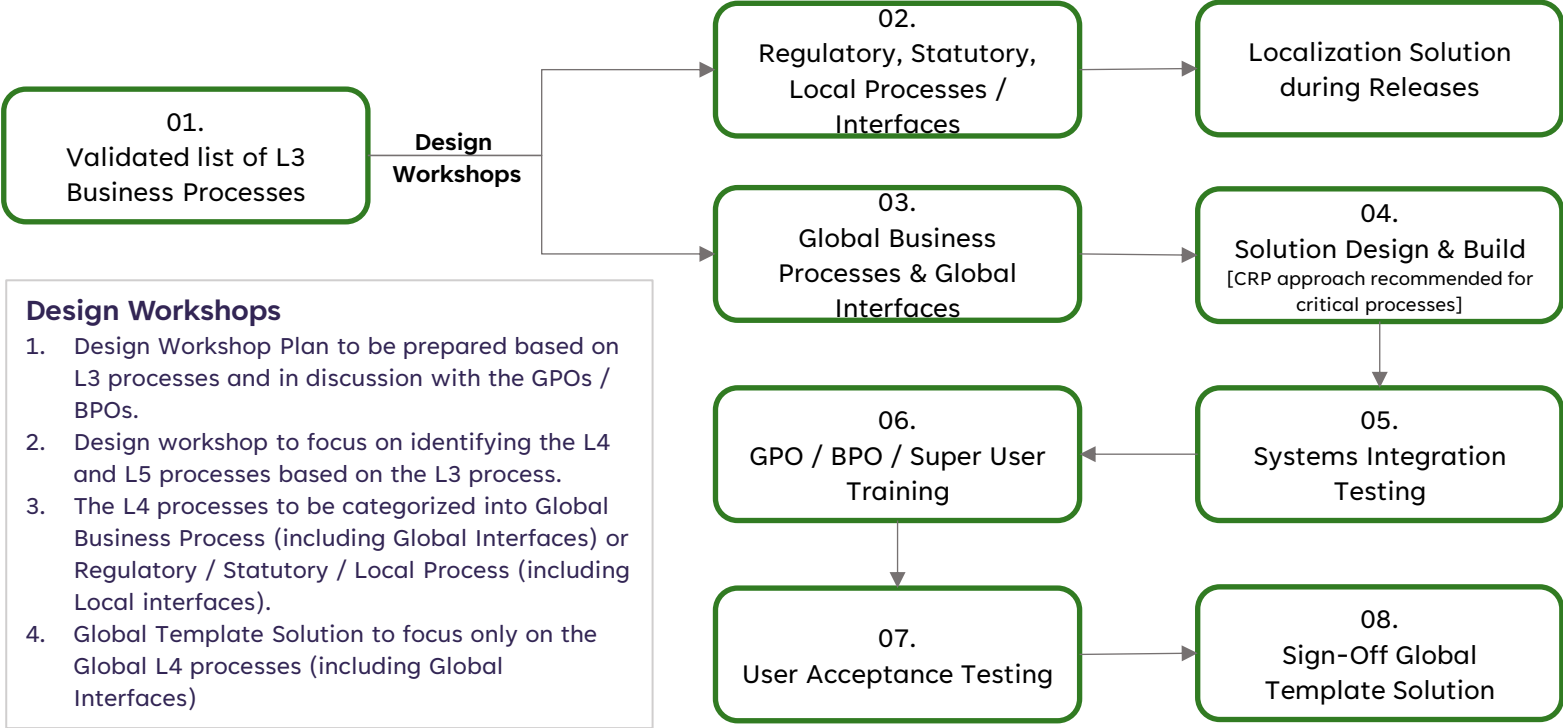 01.
Validated list of L3
Business Processes
Design
Workshops
02.
Regulatory, Statutory,
Local Processes /
Interfaces
Localization Solution
during Releases
03.
Global Business
Processes & Global
Interfaces
04.
Solution Design & Build
[CRP approach recommended for
critical processes]
05.
Systems Integration
Testing
06.
GPO / BPO / Super User
Training
07.
User Acceptance Testing
08.
Sign-Off Global
Template Solution
Design Workshops
1. Design Workshop Plan to be prepared based on
L3 processes and in discussion with the GPOs /
BPOs.
2. Design workshop to focus on identifying the L4
and L5 processes based on the L3 process.
3. The L4 processes to be categorized into Global
Business Process (including Global Interfaces) or
Regulatory / Statutory / Local Process (including
Local interfaces).
4. Global Template Solution to focus only on the
Global L4 processes (including Global
Interfaces)